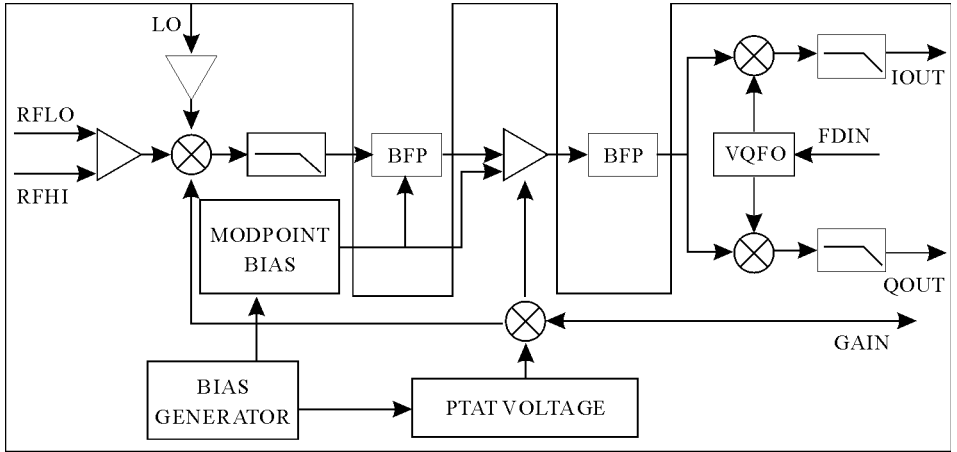 LO
IOUT
RFLO
BFP
BFP
VQFO
FDIN
RFHI
MODPOINT
BIAS
QOUT
GAIN
BIAS
GENERATOR
PTAT VOLTAGE